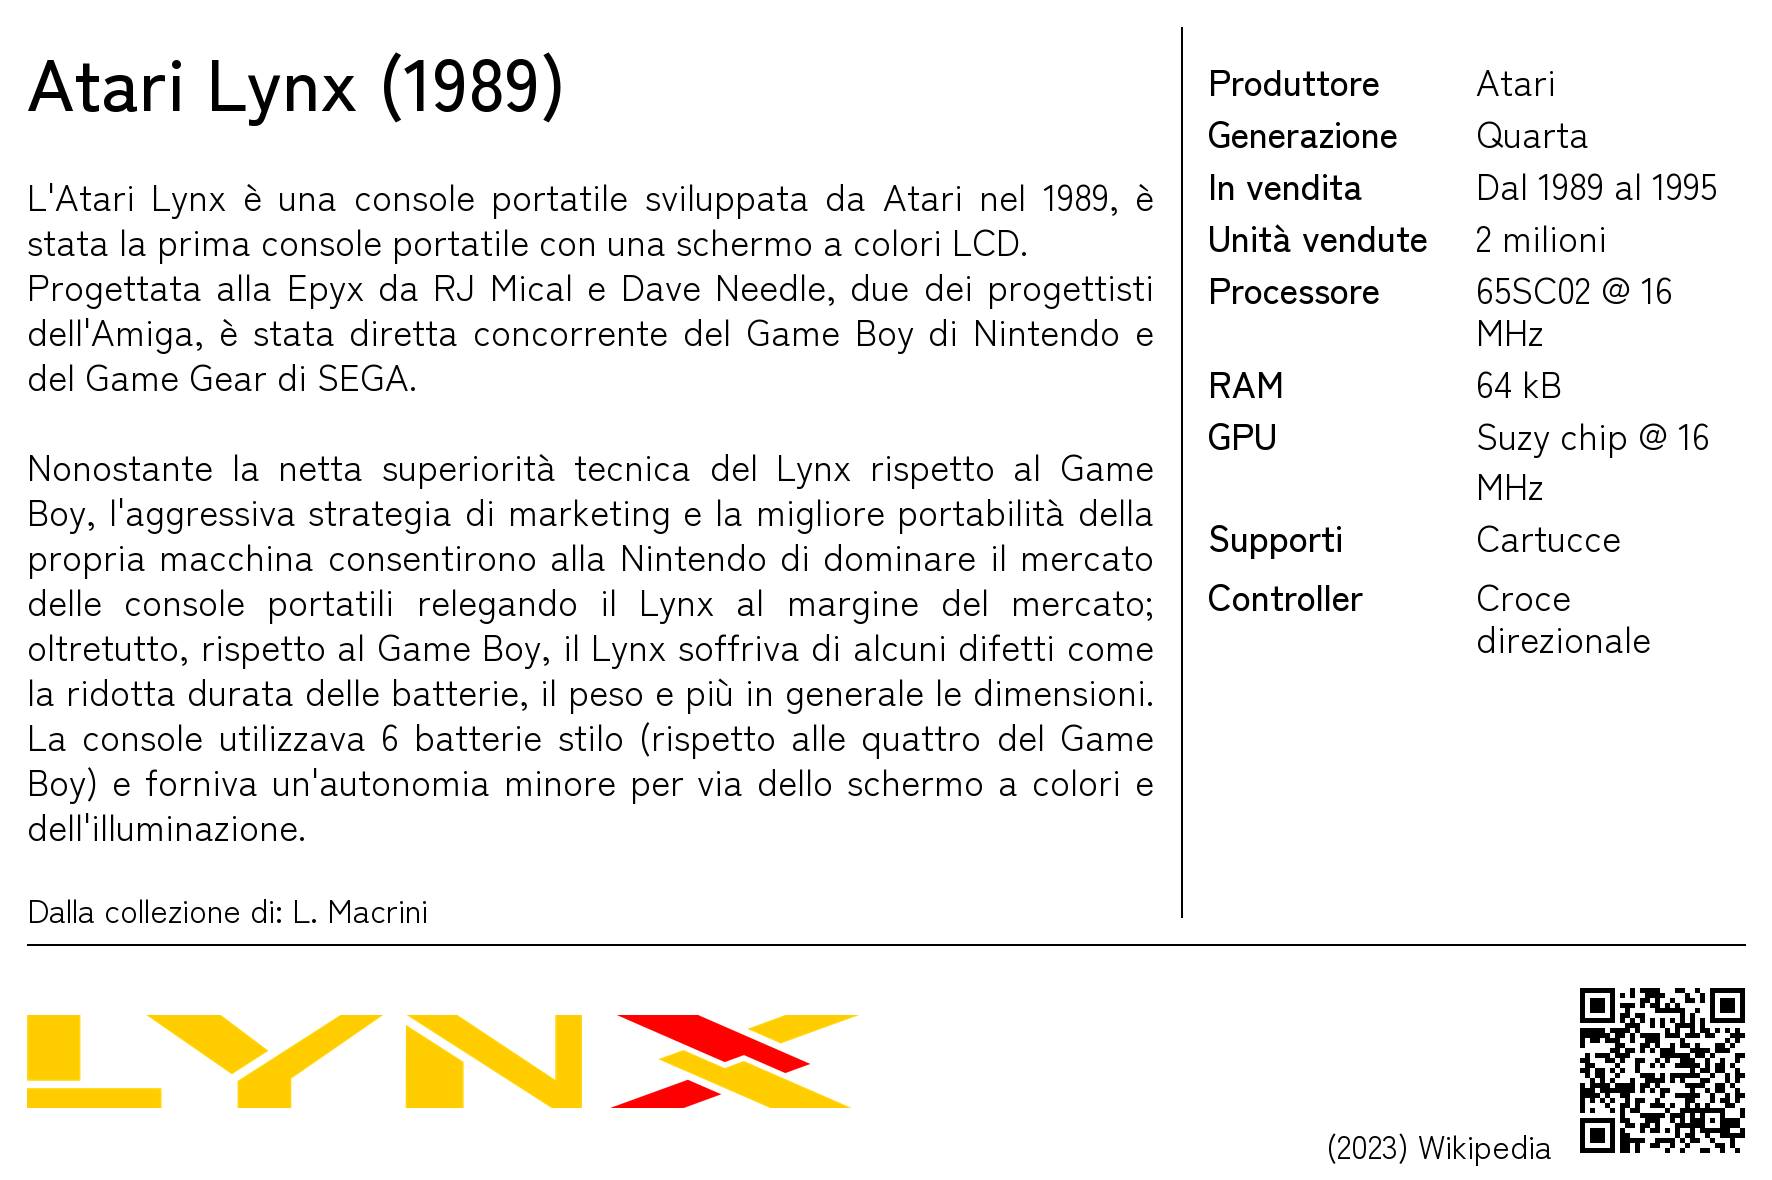 Atari Lynx (1989)
L'Atari Lynx è una console portatile sviluppata da Atari nel 1989, è
stata la prima console portatile con una schermo a colori LCD.
Progettata alla Epyx da RJ Mical e Dave Needle, due dei progettisti
dell'Amiga, è stata diretta concorrente del Game Boy di Nintendo e
del Game Gear di SEGA.
Nonostante la netta superiorità tecnica del Lynx rispetto al Game
Boy, l'aggressiva strategia di marketing e la migliore portabilità della
propria macchina consentirono alla Nintendo di dominare il mercato
delle console portatili relegando il Lynx al margine del mercato;
oltretutto, rispetto al Game Boy, il Lynx soffriva di alcuni difetti come
la ridotta durata delle batterie, il peso e più in generale le dimensioni.
La console utilizzava 6 batterie stilo (rispetto alle quattro del Game
Boy) e forniva un'autonomia minore per via dello schermo a colori e
dell'illuminazione.
Dalla collezione di: L. Macrini
Produttore Atari
Generazione Quarta
In vendita Dal 1989 al 1995
Unità vendute 2 milioni
Processore 65SC02 @ 16
MHz
RAM 64 kB
GPU Suzy chip @ 16
MHz
Supporti Cartucce
Controller Croce
direzionale
LYNX
(2023) Wikipedia